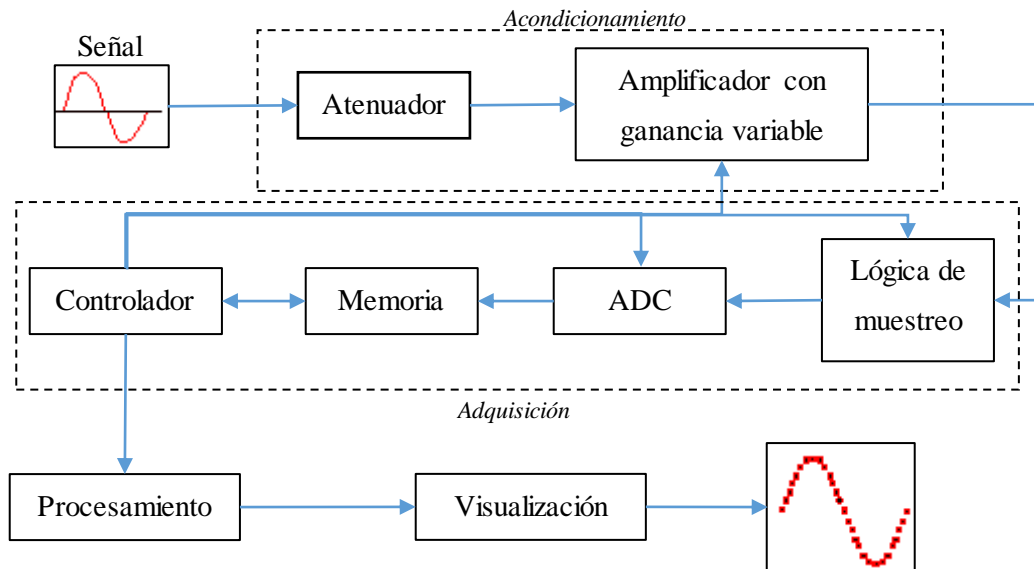 Acondicionamiento
Señal
Atenuador
Amplificador con
ganancia variable
Controlador
Memoria
ADC
Lógica de
muestreo
Adquisición
Procesamiento
Visualización